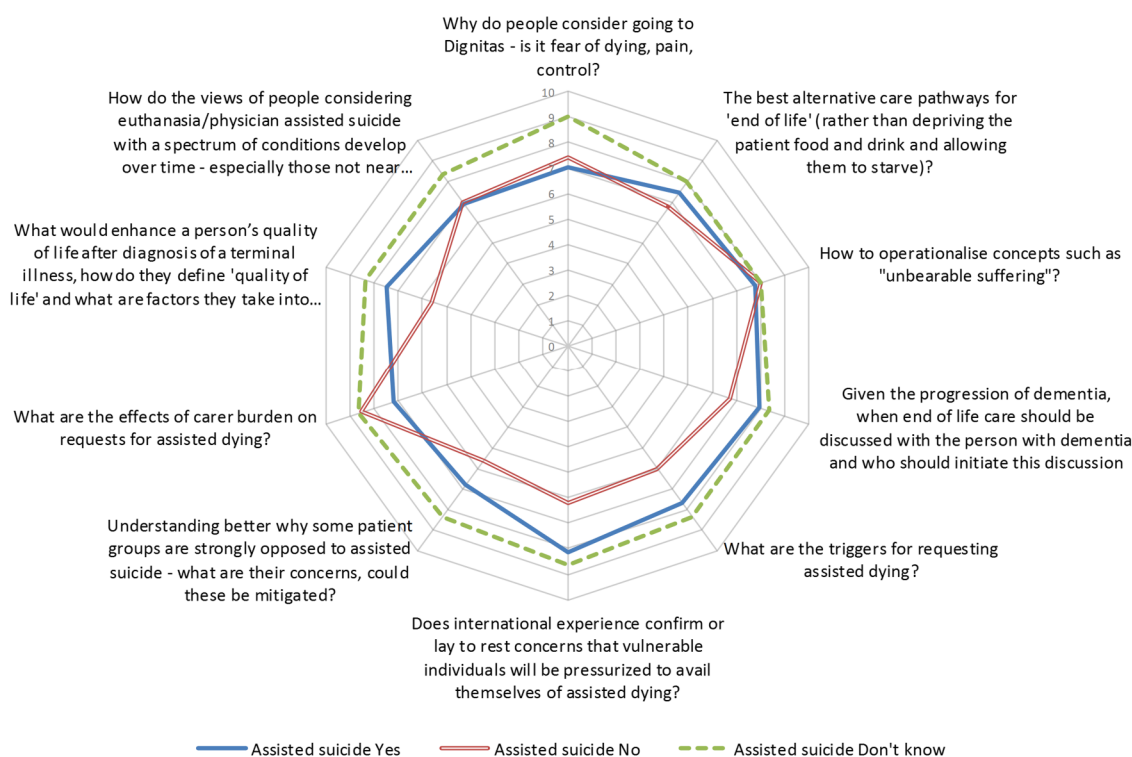 Why do people consider going to
Dignitas - is it fear of dying, pain,
control?
How do the views of people considering
euthanasia/physician assisted suicide
with a spectrum of conditions develop
over time - especially those not near...
The best alternative care pathways for
'end of life' (rather than depriving the
patient food and drink and allowing
them to starve)?
10
9
8
7
6
5
4
3
2
1
0
What would enhance a person’s quality
of life after diagnosis of a terminal
illness, how do they define 'quality of
life' and what are factors they take into...
How to operationalise concepts such as
"unbearable suffering"?
What are the effects of carer burden on
requests for assisted dying?
Given the progression of dementia,
when end of life care should be
discussed with the person with dementia
and who should initiate this discussion
Understanding better why some patient
groups are strongly opposed to assisted
suicide - what are their concerns, could
these be mitigated?
What are the triggers for requesting
assisted dying?
Does international experience confirm or
lay to rest concerns that vulnerable
individuals will be pressurized to avail
themselves of assisted dying?
Assisted suicide Yes
Assisted suicide No
Assisted suicide Don't know